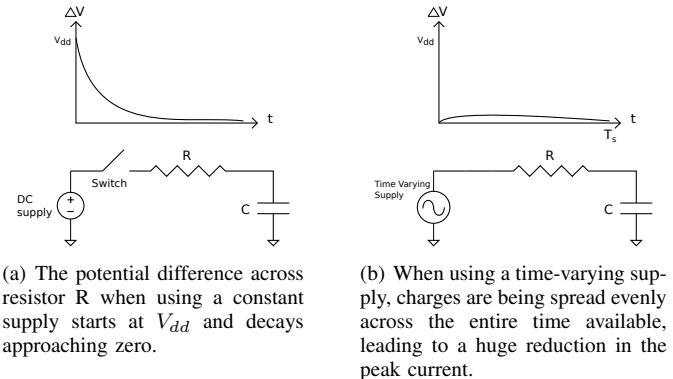 ΔV
Vdd
t
R
Switch
DC
supply
+
−
C
(a) The potential difference across
resistor R when using a constant
supply starts at Vdd and decays
approaching zero.
ΔV
Vdd
t
Ts
R
Time Varying
Supply
C
(b) When using a time-varying sup-
ply, charges are being spread evenly
across the entire time available,
leading to a huge reduction in the
peak current.